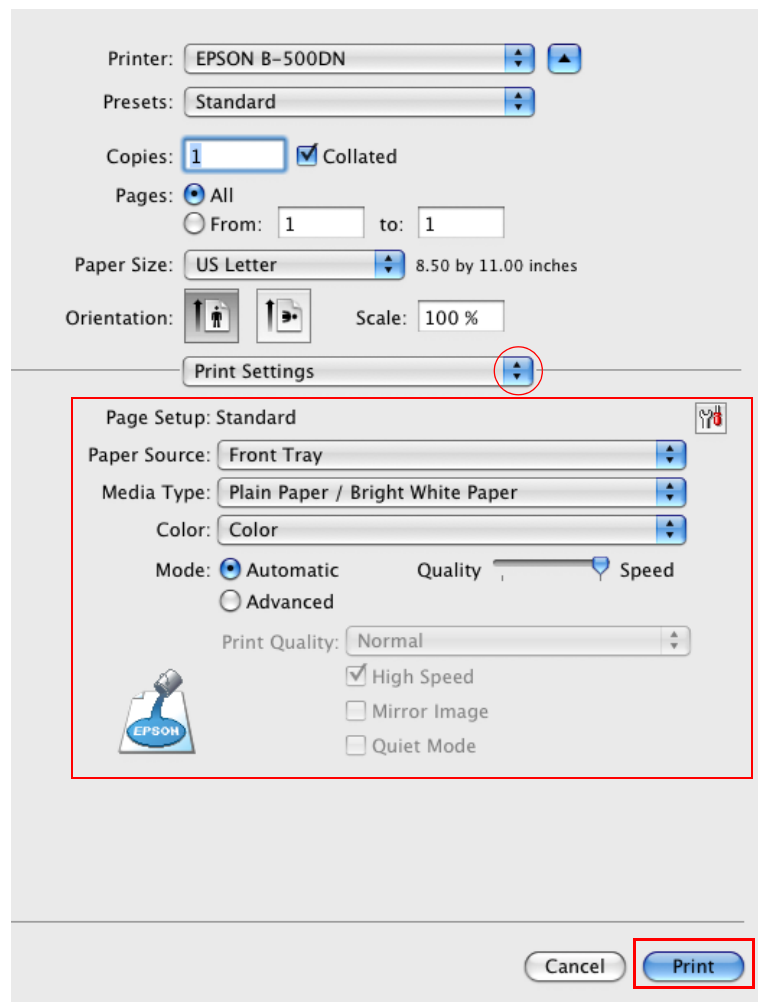 Printer: EPSON B-500DN
Presets: Standard
Copies: 1 Collated
Pages: All
From: 1 to: 1
Paper Size: US Letter 8.50 by 11.00 inches
Orientation: Scale: 100 %
Print Settings
Page Setup: Standard
Paper Source: Front Tray
Media Type: Plain Paper / Bright White Paper
Color: Color
Mode: Automatic Quality Speed
Advanced
Print Quality: Normal
High Speed
Mirror Image
EPSON
Quiet Mode
Cancel Print